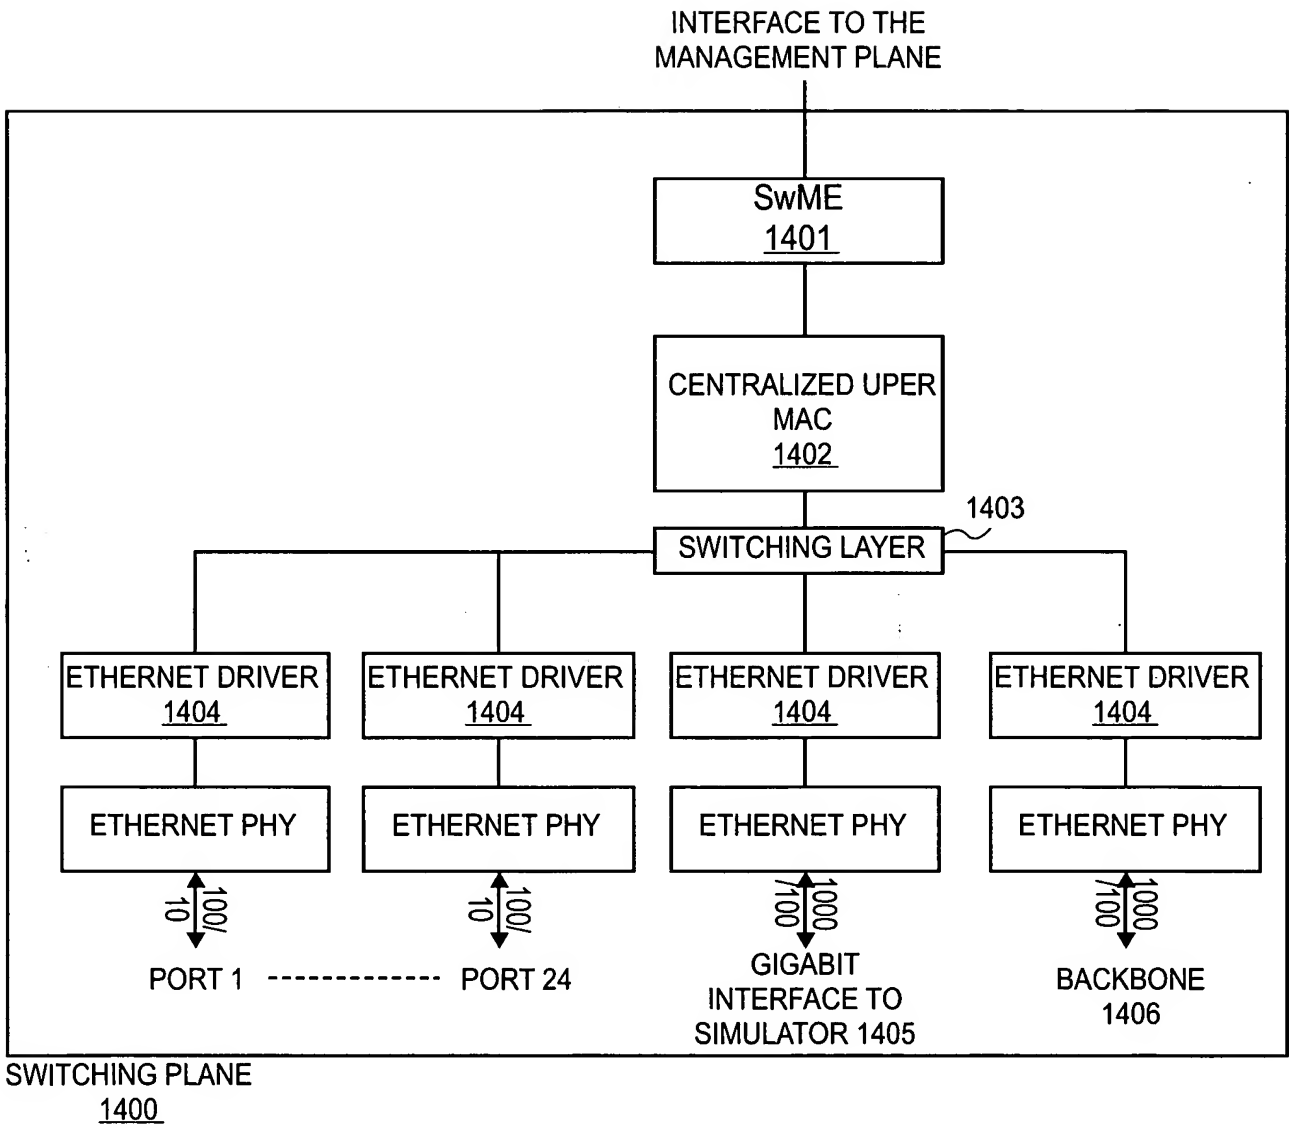 INTERFACE TO THE
MANAGEMENT PLANE
SwME
1401
CENTRALIZED UPER
MAC
1402
1403
SWITCHING LAYER
ETHERNET DRIVER
1404
ETHERNET DRIVER
1404
ETHERNET DRIVER
1404
ETHERNET DRIVER
1404
ETHERNET PHY
ETHERNET PHY
ETHERNET PHY
ETHERNET PHY
100/
10
100/
10
1000
/100
1000
/100
PORT 1
PORT 24
GIGABIT
INTERFACE TO
SIMULATOR 1405
BACKBONE
1406
SWITCHING PLANE
1400